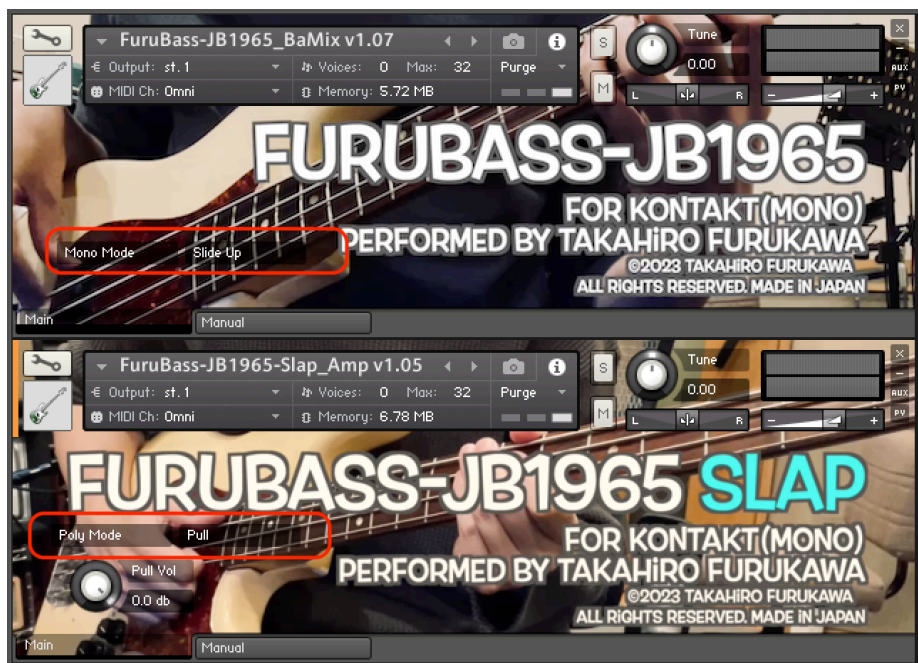 FuruBass-JB1965_BaMix v1.07
Output: st.1 Voices: 0 Max: 32 Purge
MIDI Ch: Omni Memory: 5.72 MB
S
M
Tune
0.00
L R
- +
×
-
AUX
PV
FURUBASS-JB1965
FOR KONTAKT(MONO)
PERFORMED BY TAKAHiRO FURUKAWA
©2023 TAKAHiRO FURUKAWA
ALL RiGHTS RESERVED. MADE iN JAPAN
Mono Mode Slide Up
Main Manual
FuruBass-JB1965-Slap_Amp v1.05
Output: st.1 Voices: 0 Max: 32 Purge
MIDI Ch: Omni Memory: 6.78 MB
S
M
Tune
0.00
L R
- +
×
-
AUX
PV
FURUBASS-JB1965 SLAP
Poly Mode Pull
FOR KONTAKT(MONO)
PERFORMED BY TAKAHiRO FURUKAWA
©2023 TAKAHiRO FURUKAWA
ALL RiGHTS RESERVED. MADE iN JAPAN
Pull Vol
0.0 db
Main Manual